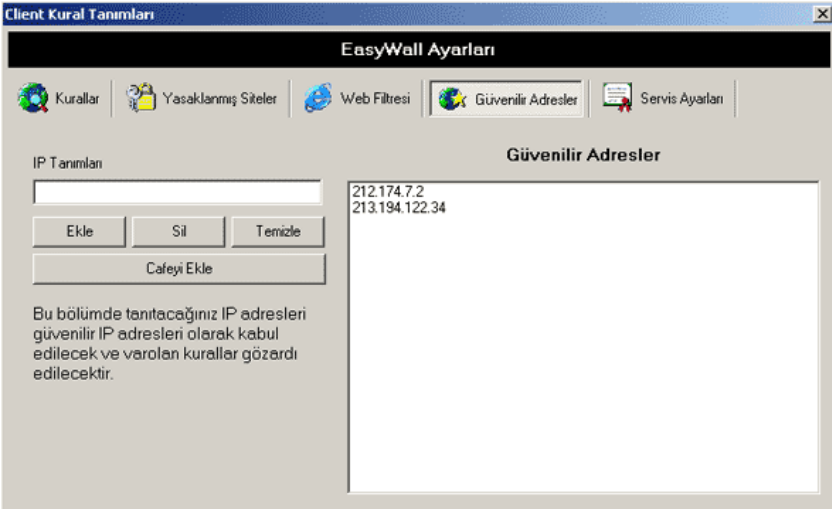 Client Kural Tanımları
EasyWall Ayarları
Kurallar
Yasaklanmış Siteler
Web Filtresi
Güvenilir Adresler
Servis Ayarları
IP Tanımları
Ekle
Sil
Temizle
Cafeyi Ekle
Bu bölümde tanıtacağınız IP adresleri
güvenilir IP adresleri olarak kabul
edilecek ve varolan kurallar gözardı
edilecektir.
Güvenilir Adresler
212.174.7.2
213.194.122.34